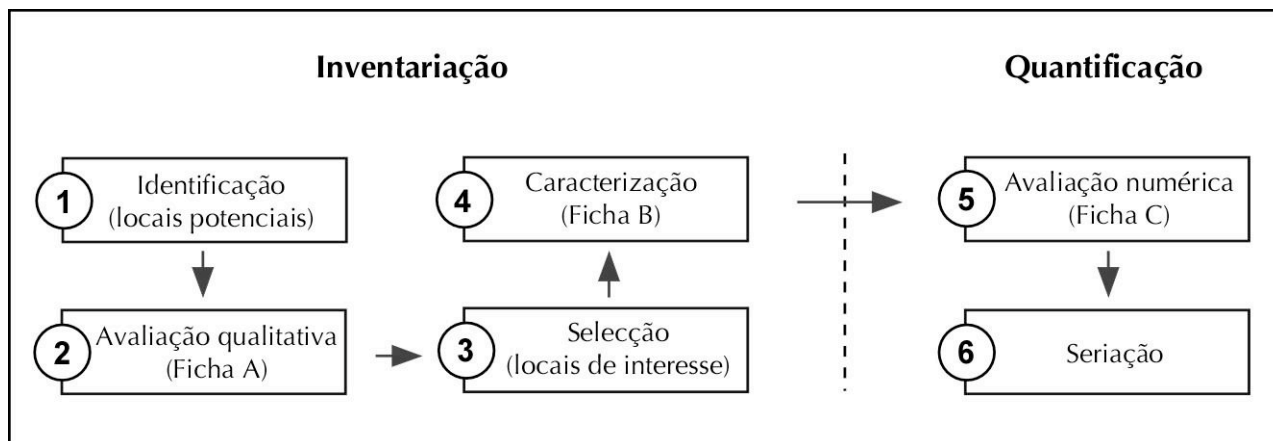 Inventariação
Quantificação
1
Identificação
(locais potenciais)
2
Avaliação qualitativa
(Ficha A)
3
Selecção
(locais de interesse)
4
Caracterização
(Ficha B)
5
Avaliação numérica
(Ficha C)
6
Seriação